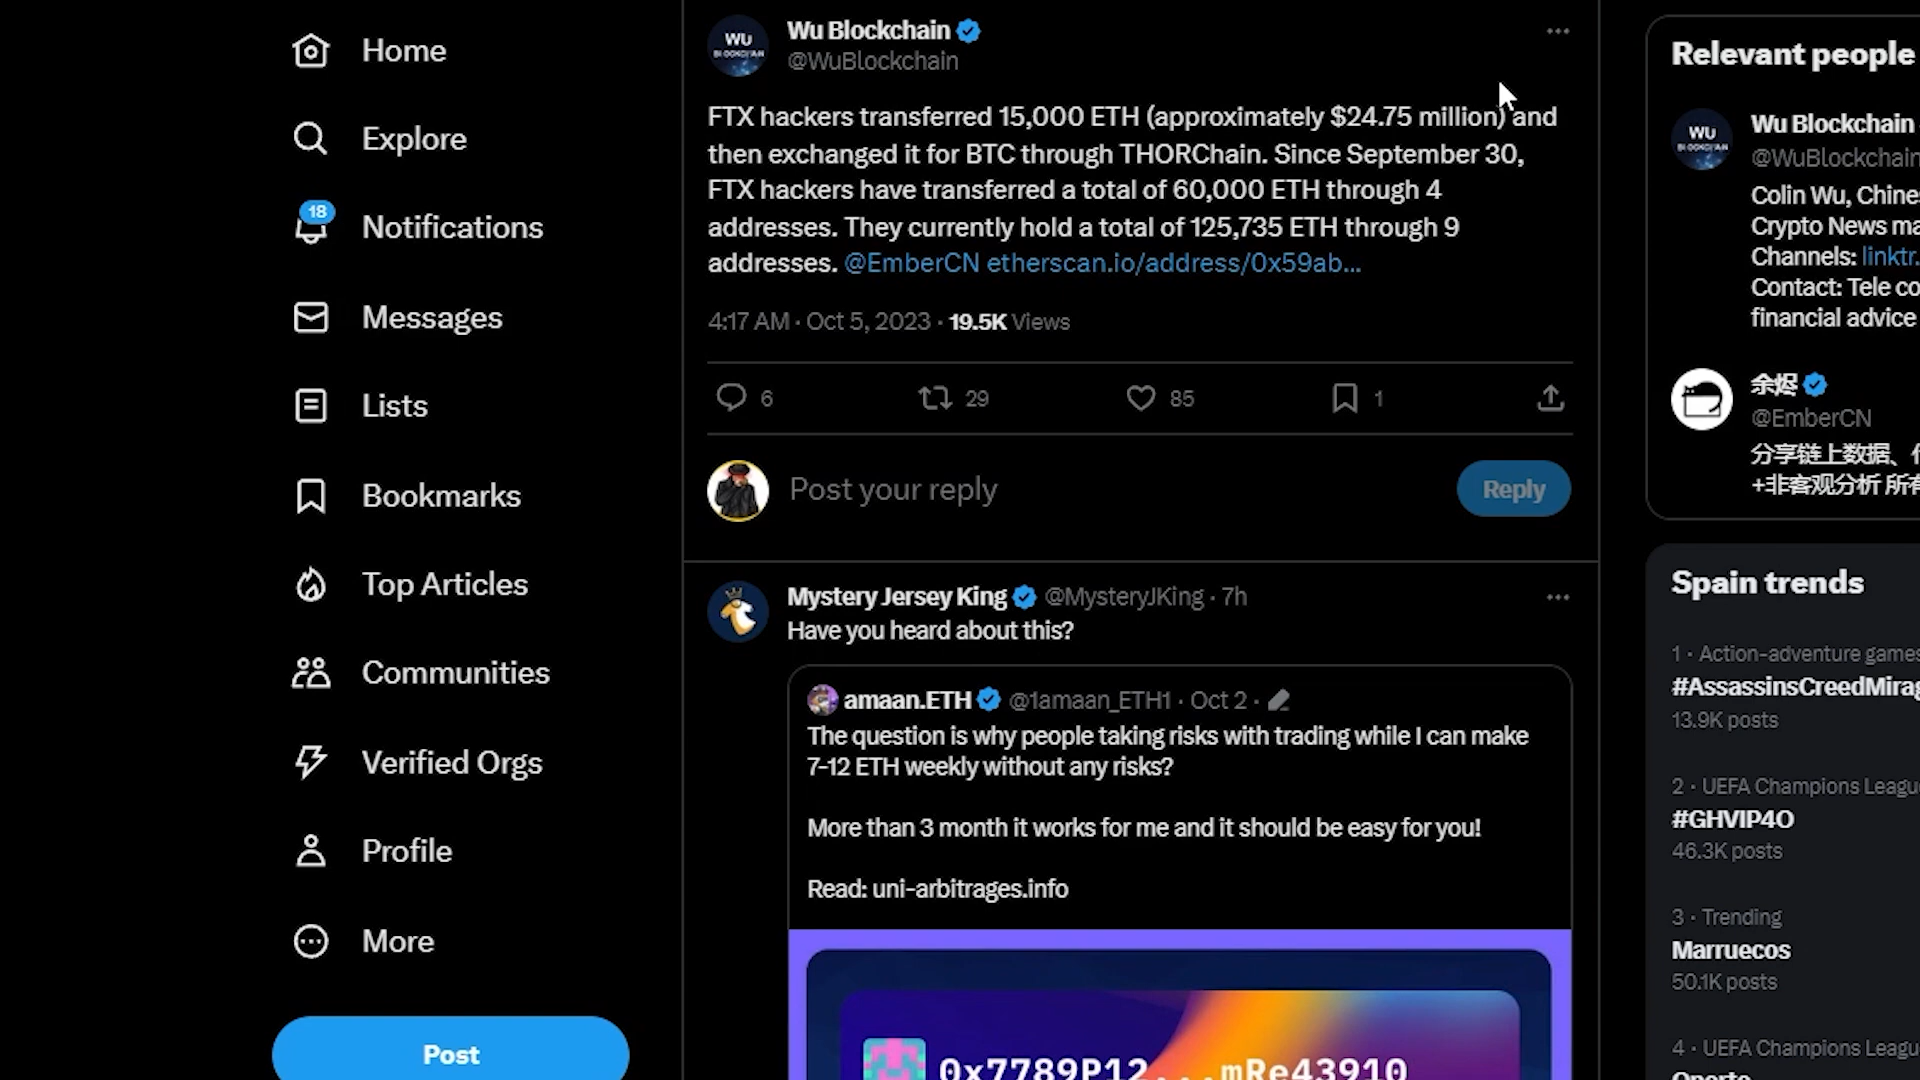 Home
Explore
18
Notifications
Messages
Lists
Bookmarks
Top Articles
Communities
Verified Orgs
Profile
More
Post
WU
BLOCKCHAIN
Wu Blockchain
@WuBlockchain
FTX hackers transferred 15,000 ETH (approximately $24.75 million) and
then exchanged it for BTC through THORChain. Since September 30,
FTX hackers have transferred a total of 60,000 ETH through 4
addresses. They currently hold a total of 125,735 ETH through 9
addresses. @EmberCN etherscan.io/address/0x59ab...
4:17 AM · Oct 5, 2023 · 19.5K Views
6 29 85 1
Post your reply
Reply
Mystery Jersey King @MysteryJKing · 7h
Have you heard about this?
amaan.ETH @1amaan_ETH1 · Oct 2 ·
The question is why people taking risks with trading while I can make
7-12 ETH weekly without any risks?
More than 3 month it works for me and it should be easy for you!
Read: uni-arbitrages.info
0x7789P12...mRe43910
Relevant people
WU
BLOCKCHAIN
Wu Blockchain
@WuBlockchain
Colin Wu, Chines
Crypto News ma
Channels: linktr.
Contact: Tele co
financial advice
余烬
@EmberCN
分享链上数据、
+非客观分析 所有
Spain trends
1 · Action-adventure games
#AssassinsCreedMirag
13.9K posts
2 · UEFA Champions Leagu
#GHVIP4O
46.3K posts
3 · Trending
Marruecos
50.1K posts
4 · UEFA Champions Leagu
Oporto